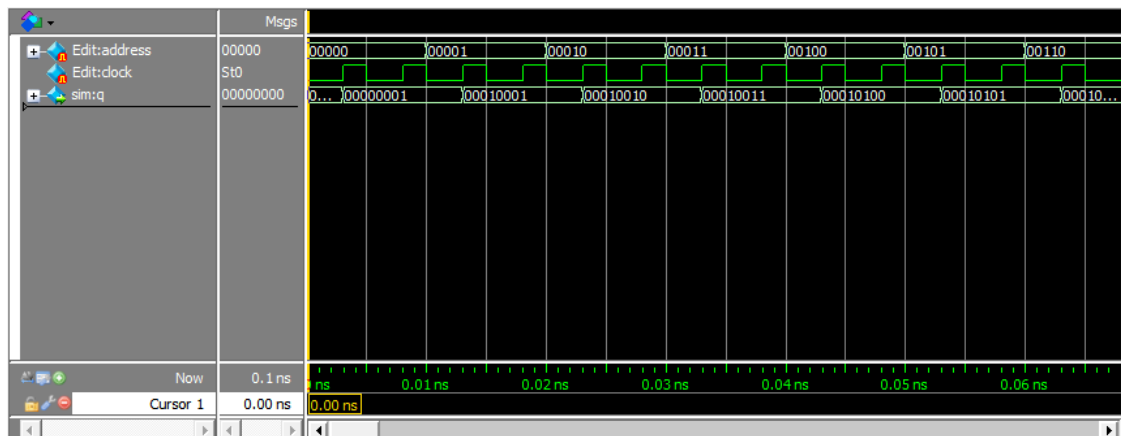 Msgs
Edit:address 00000 00000 00001 00010 00011 00100 00101 00110
Edit:clock St0
sim:q 00000000 0... 00000001 00010001 00010010 00010011 00010100 00010101 00010...
Now 0.1 ns ns 0.01 ns 0.02 ns 0.03 ns 0.04 ns 0.05 ns 0.06 ns
Cursor 1 0.00 ns 0.00 ns